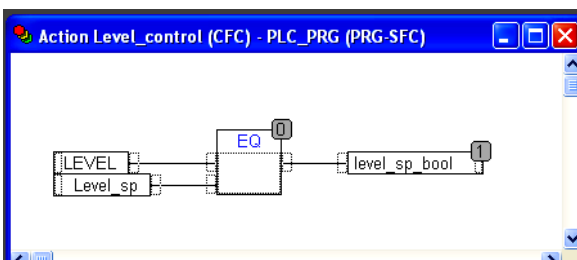 Action Level_control (CFC) - PLC_PRG (PRG-SFC)
0
EQ
1
LEVEL
level_sp_bool
Level_sp